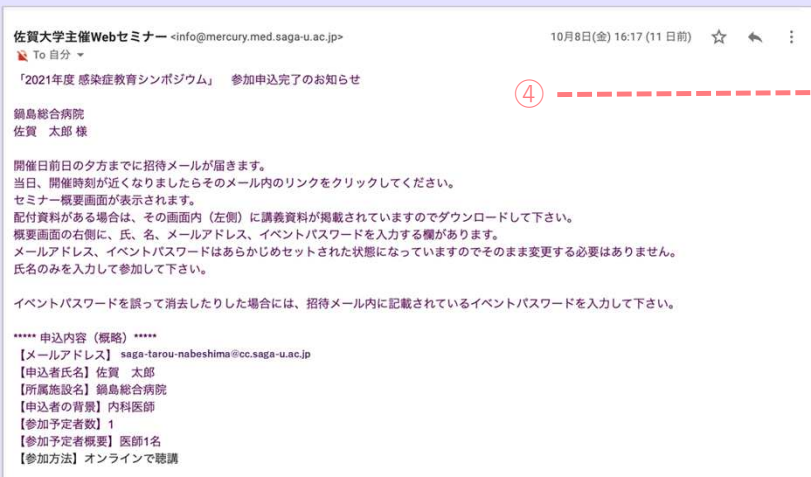 佐賀大学主催Webセミナー <info@mercury.med.saga-u.ac.jp> 10月8日(金) 16:17 (11 日前)
To 自分
「2021年度 感染症教育シンポジウム」 参加申込完了のお知らせ
④
鍋島総合病院
佐賀 太郎 様
開催日前日の夕方までに招待メールが届きます。
当日、開催時刻が近くなりましたらそのメール内のリンクをクリックしてください。
セミナー概要画面が表示されます。
配付資料がある場合は、その画面内（左側）に講義資料が掲載されていますのでダウンロードして下さい。
概要画面の右側に、氏、名、メールアドレス、イベントパスワードを入力する欄があります。
メールアドレス、イベントパスワードはあらかじめセットされた状態になっていますのでそのまま変更する必要はありません。
氏名のみを入力して参加して下さい。
イベントパスワードを誤って消去したりした場合には、招待メール内に記載されているイベントパスワードを入力して下さい。
***** 申込内容（概略）*****
【メールアドレス】 saga-tarou-nabeshima@cc.saga-u.ac.jp
【申込者氏名】佐賀 太郎
【所属施設名】鍋島総合病院
【申込者の背景】内科医師
【参加予定者数】1
【参加予定者概要】医師1名
【参加方法】オンラインで聴講